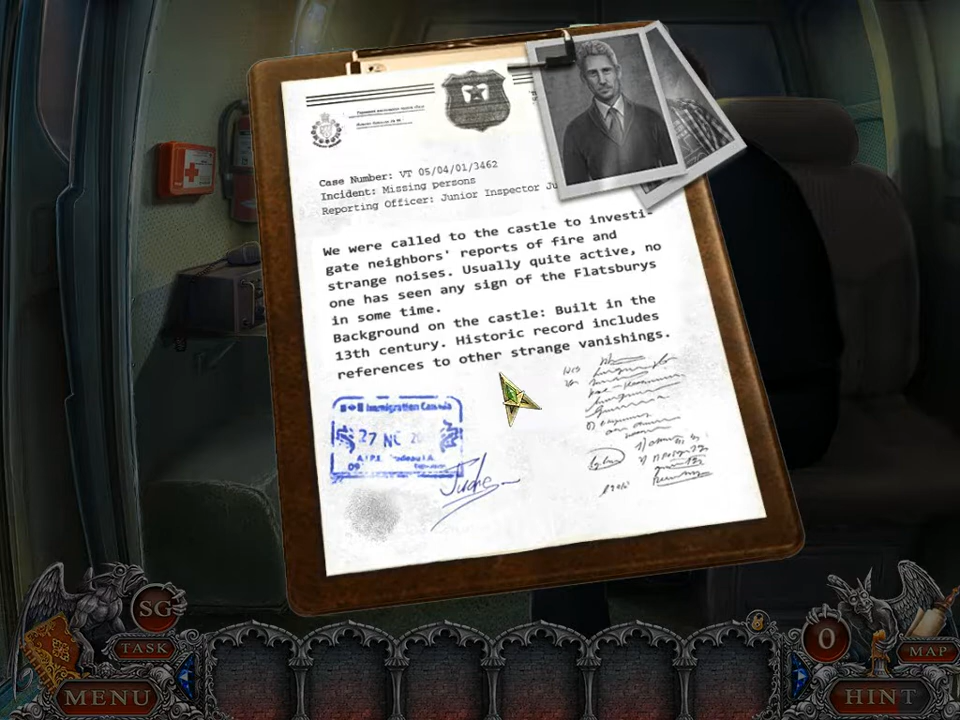 Case Number: VT 05/04/01/3462
Incident: Missing persons
Reporting Officer: Junior Inspector Ju
We were called to the castle to investi-
gate neighbors' reports of fire and
strange noises. Usually quite active, no
one has seen any sign of the Flatsburys
in some time.
Background on the castle: Built in the
13th century. Historic record includes
references to other strange vanishings.
Immigration Canada
27 NC 20
SG
TASK
MENU
0
MAP
HINT